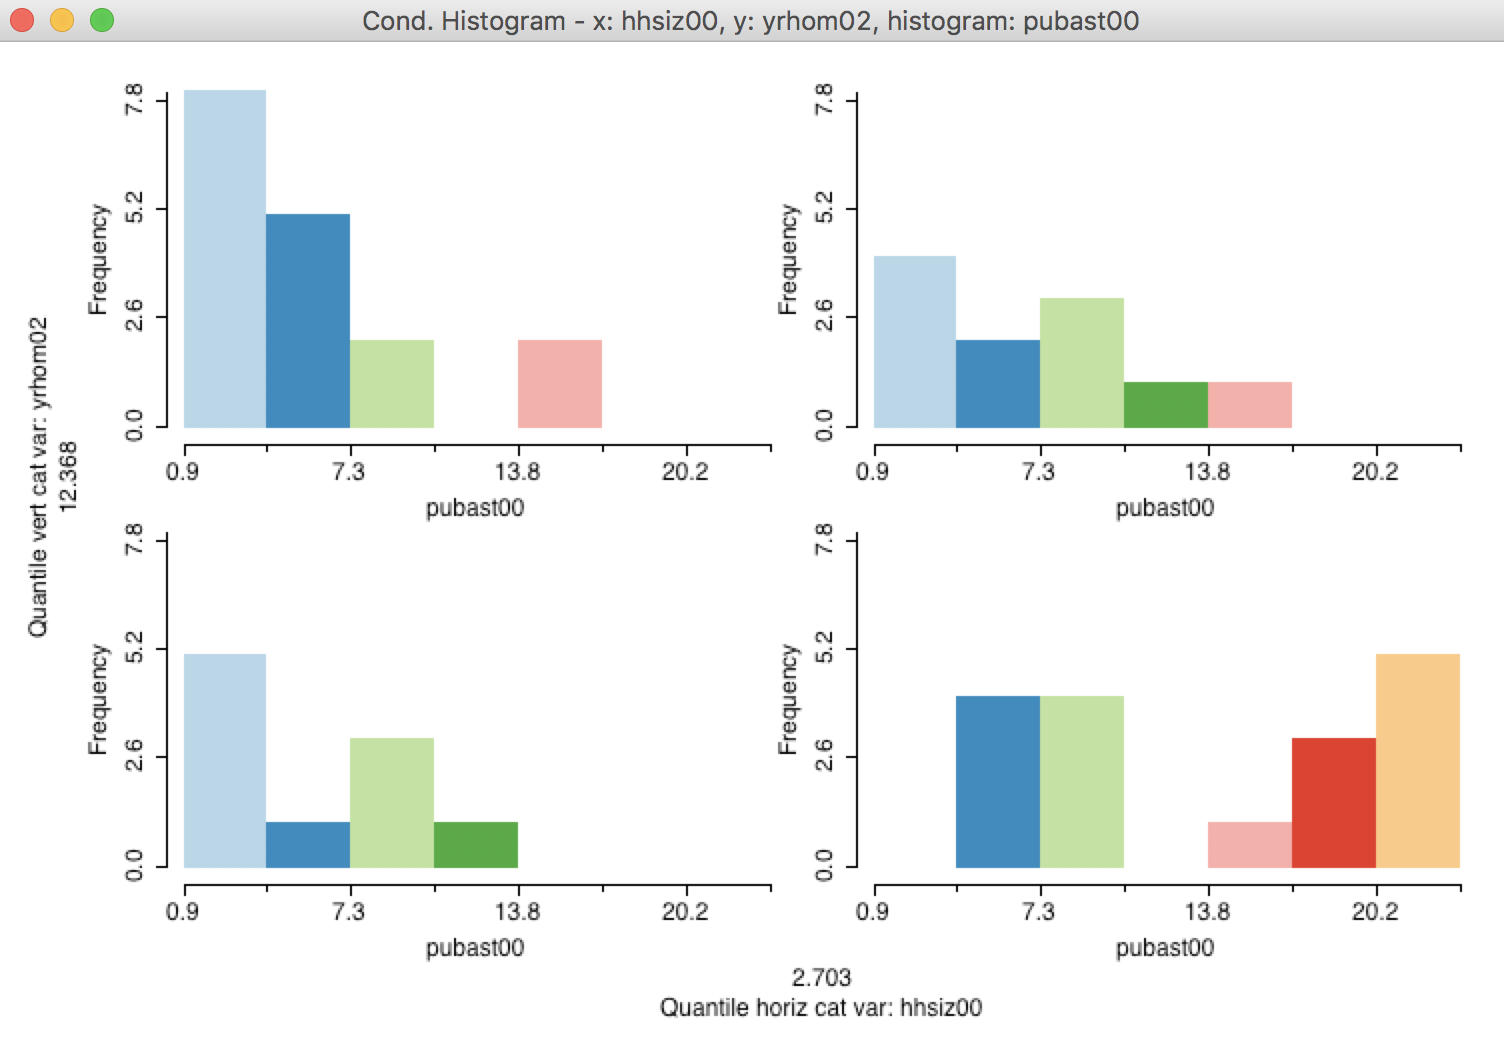 Cond. Histogram - x: hhsiz00, y: yrhom02, histogram: pubast00
Quantile vert cat var: yrhom02
12.368
Frequency
7.8
5.2
2.6
0.0
0.9 7.3 13.8 20.2
pubast00
Frequency
7.8
5.2
2.6
0.0
0.9 7.3 13.8 20.2
pubast00
Frequency
7.8
5.2
2.6
0.0
0.9 7.3 13.8 20.2
pubast00
Frequency
7.8
5.2
2.6
0.0
0.9 7.3 13.8 20.2
pubast00
2.703
Quantile horiz cat var: hhsiz00